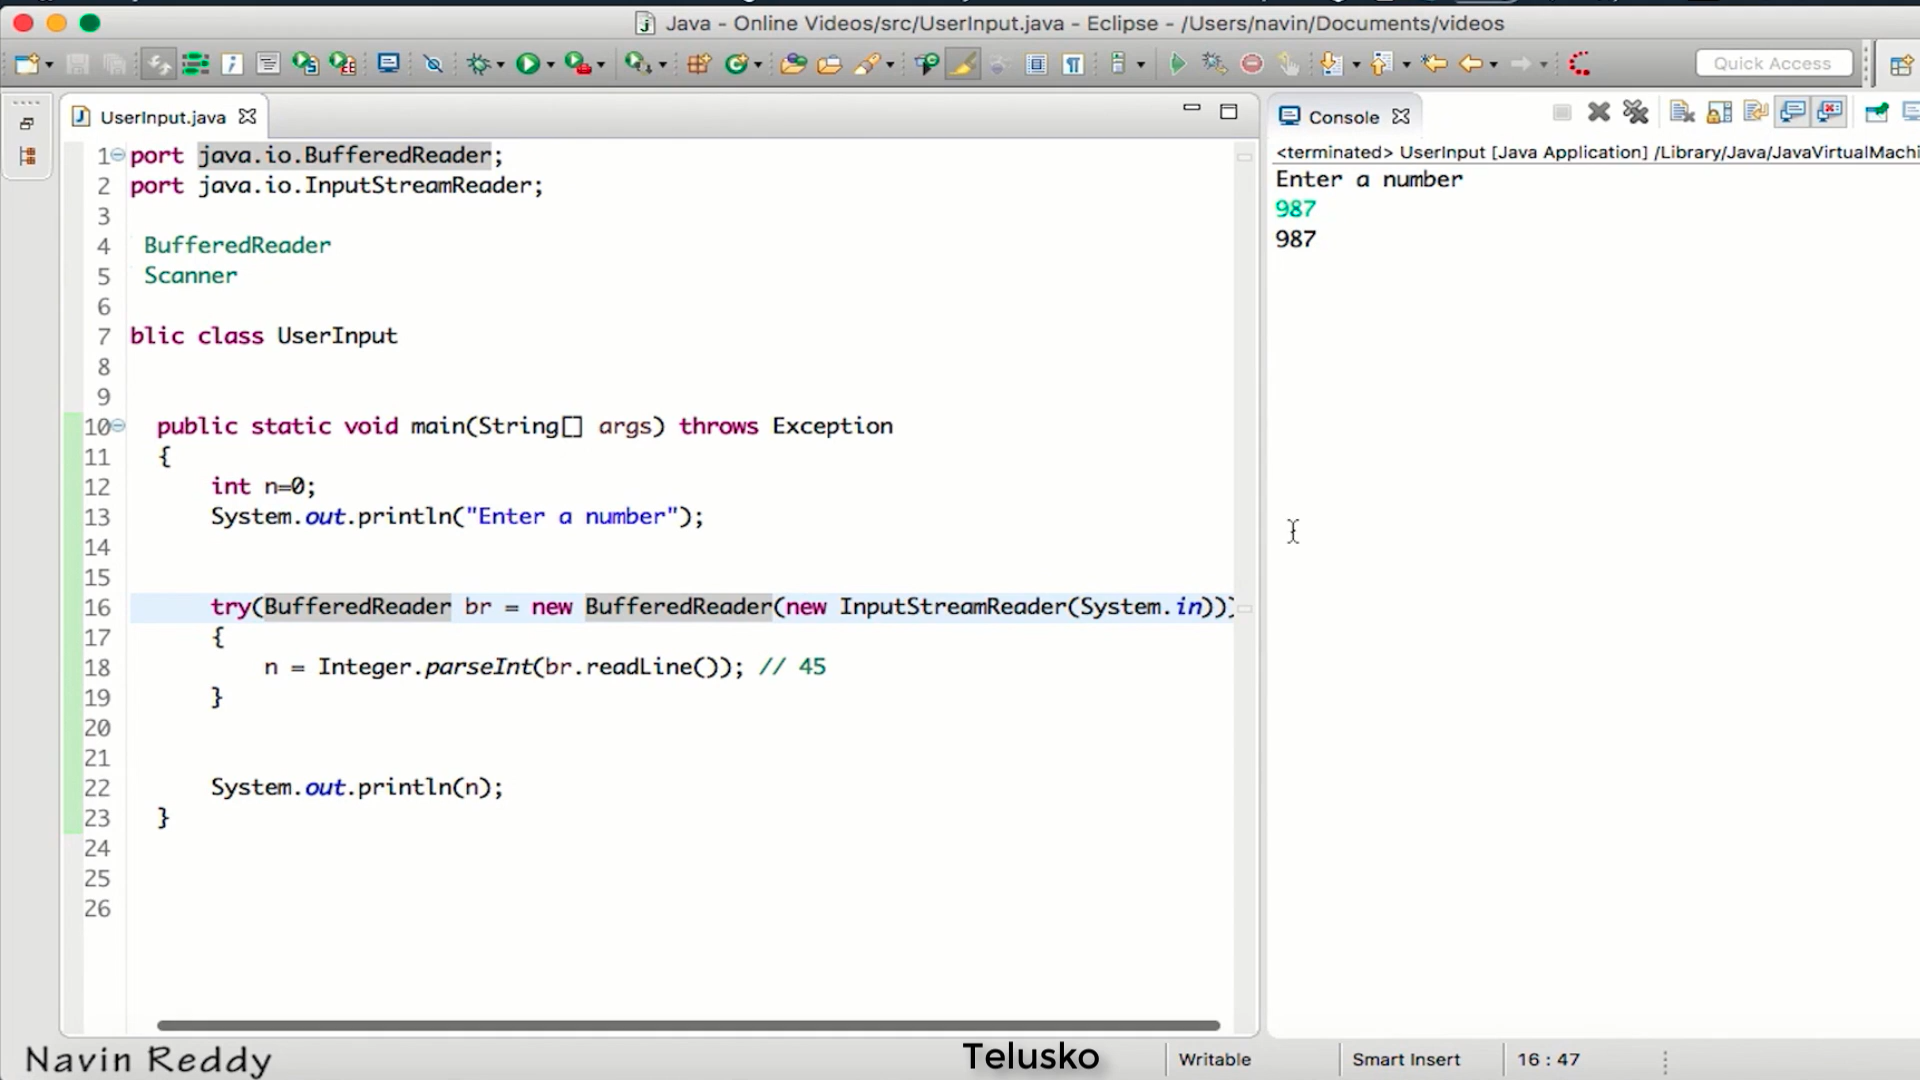 Java - Online Videos/src/UserInput.java - Eclipse - /Users/navin/Documents/videos
Quick Access
UserInput.java
1 port java.io.BufferedReader;
2 port java.io.InputStreamReader;
3
4 BufferedReader
5 Scanner
6
7 blic class UserInput
8
9
10 public static void main(String[] args) throws Exception
11 {
12 int n=0;
13 System.out.println("Enter a number");
14
15
16 try(BufferedReader br = new BufferedReader(new InputStreamReader(System.in)))
17 {
18 n = Integer.parseInt(br.readLine()); // 45
19 }
20
21
22 System.out.println(n);
23 }
24
25
26
Console
<terminated> UserInput [Java Application] /Library/Java/JavaVirtualMachi
Enter a number
987
987
Navin Reddy
Telusko
Writable
Smart Insert
16 : 47